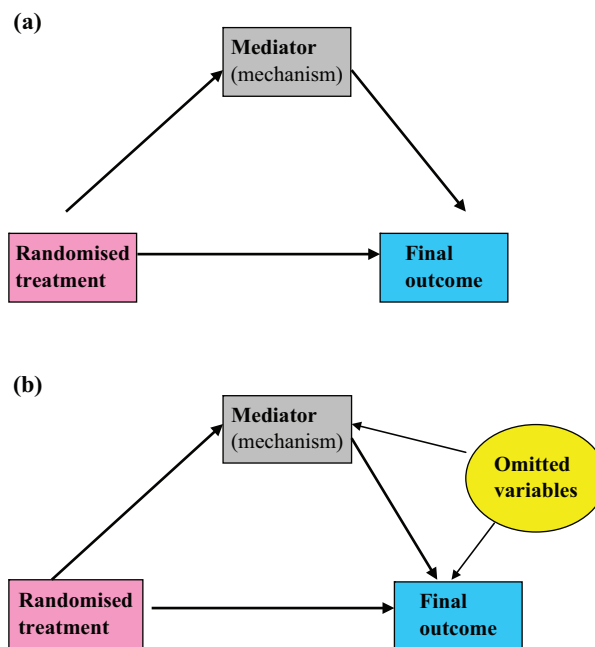 (a)
Mediator
(mechanism)
Randomised
treatment
Final
outcome
(b)
Mediator
(mechanism)
Omitted
variables
Randomised
treatment
Final
outcome